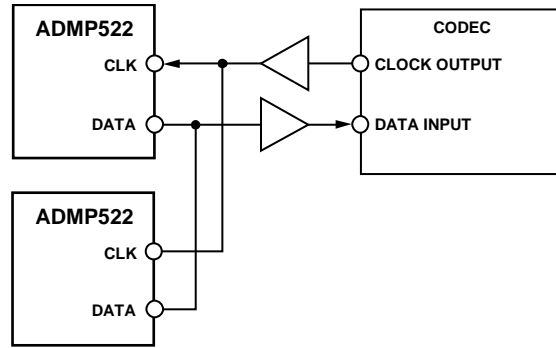 ADMP522
CLK
DATA
CODEC
CLOCK OUTPUT
DATA INPUT
ADMP522
CLK
DATA